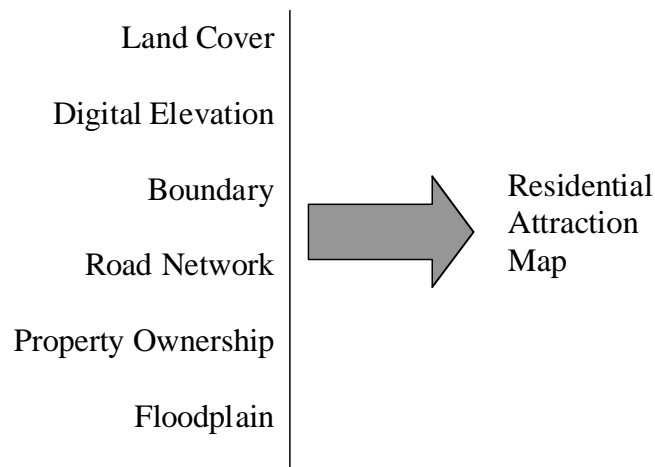 Land Cover
Digital Elevation
Boundary
Road Network
Property Ownership
Floodplain
Residential
Attraction
Map